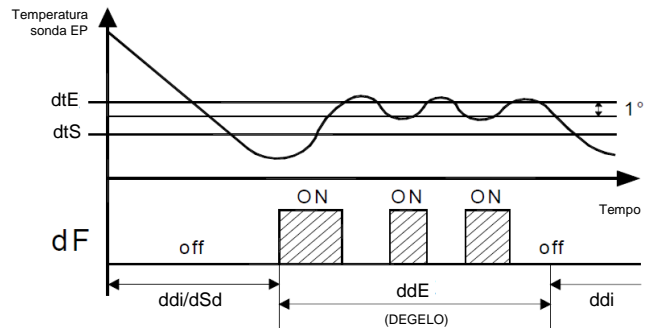 Temperatura
sonda EP
dtE
1°
dtS
ON
ON
ON
Tempo
dF
off
off
ddi/dSd
ddE
ddi
(DEGELO)